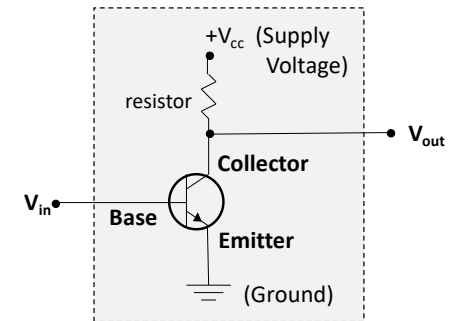 +Vcc (Supply
Voltage)
resistor
Vout
Collector
Vin
Base
Emitter
(Ground)